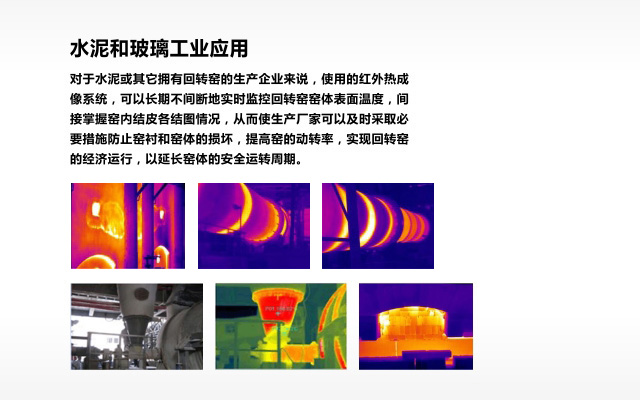 水泥和玻璃工业应用
对于水泥或其它拥有回转窑的生产企业来说，使用的红外热成
像系统，可以长期不间断地实时监控回转窑窑体表面温度，间
接掌握窑内结皮各结图情况，从而使生产厂家可以及时采取必
要措施防止窑衬和窑体的损坏，提高窑的动转率，实现回转窑
的经济运行，以延长窑体的安全运转周期。